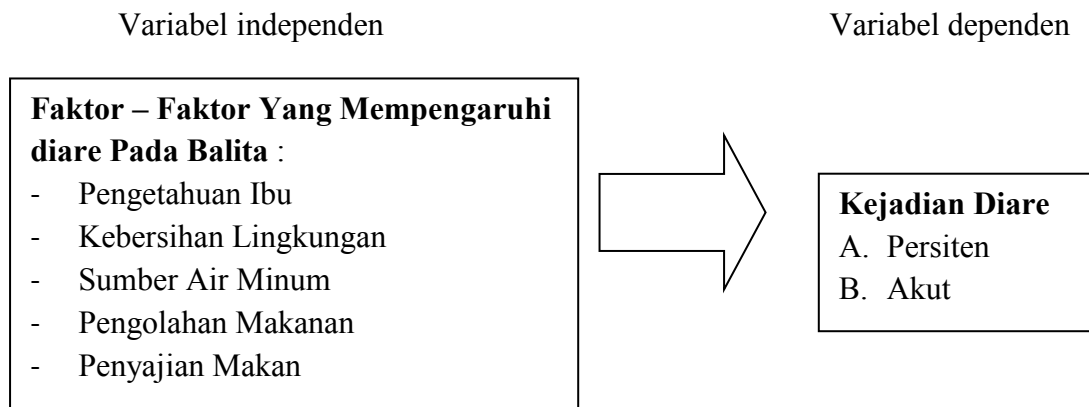 Variabel independen
Variabel dependen
Faktor – Faktor Yang Mempengaruhi
diare Pada Balita :
- Pengetahuan Ibu
- Kebersihan Lingkungan
- Sumber Air Minum
- Pengolahan Makanan
- Penyajian Makan
Kejadian Diare
A. Persiten
B. Akut